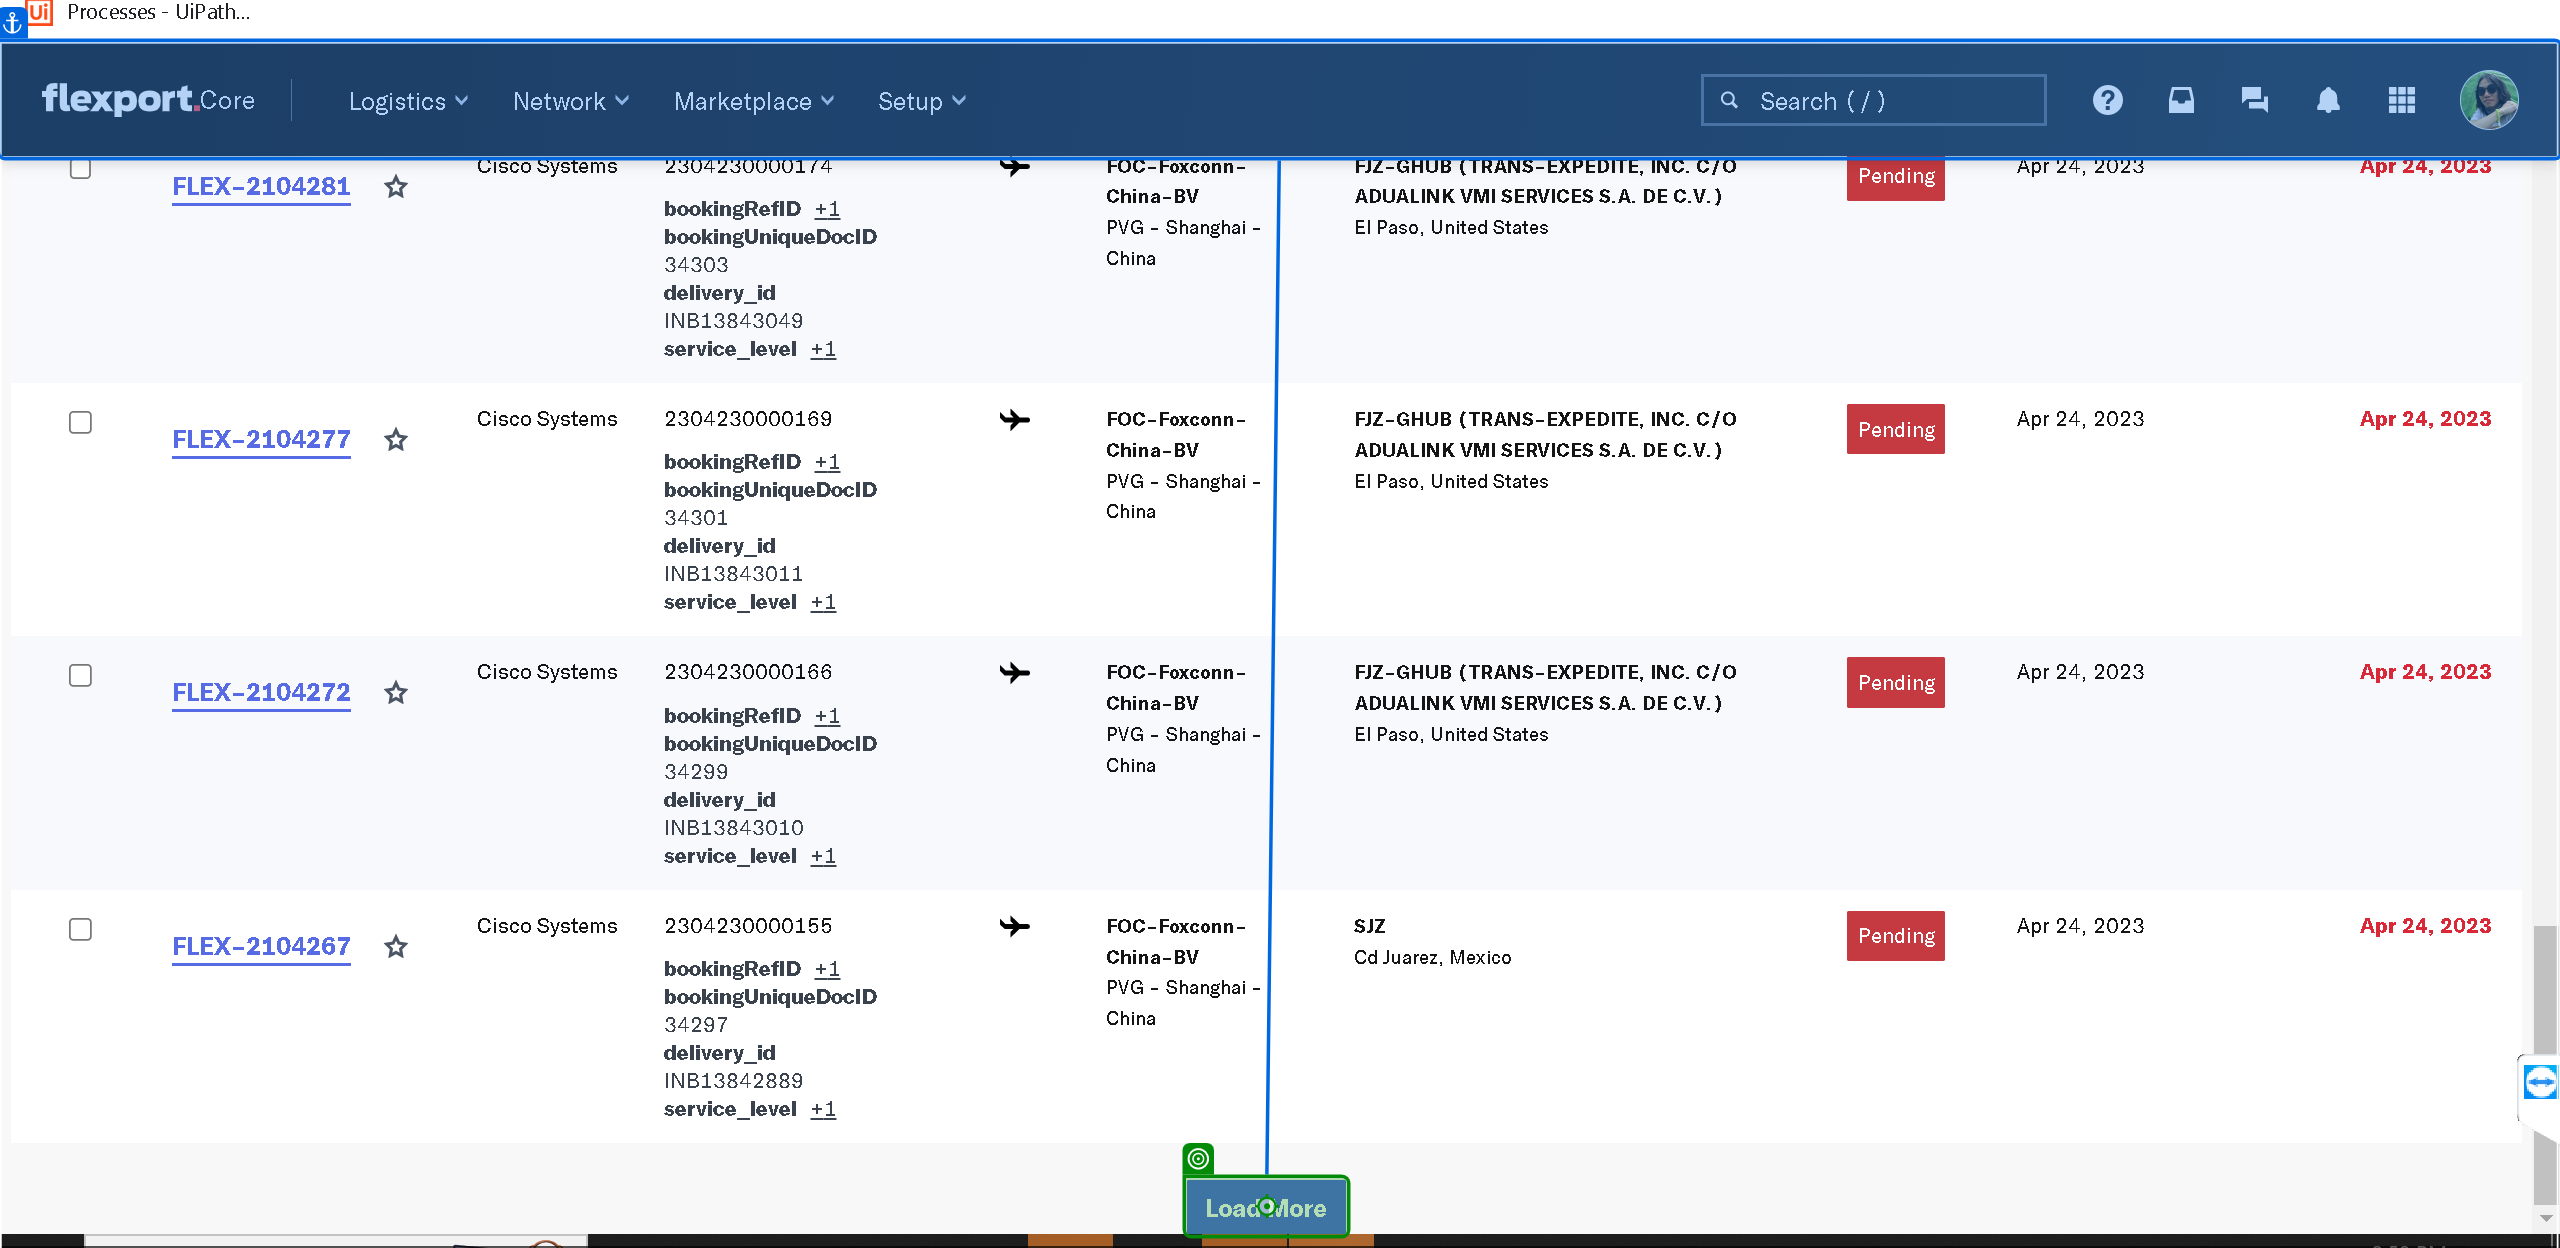 Ui Processes - UiPath...
flexport.Core Logistics Network Marketplace Setup Search ( / )
FLEX-2104281 Cisco Systems 2304230000174 FOC-Foxconn- FJZ-GHUB (TRANS-EXPEDITE, INC. C/O Pending Apr 24, 2023 Apr 24, 2023
China-BV ADUALINK VMI SERVICES S.A. DE C.V.)
bookingRefID +1 PVG - Shanghai - El Paso, United States
bookingUniqueDocID China
34303
delivery_id
INB13843049
service_level +1
FLEX-2104277 Cisco Systems 2304230000169 FOC-Foxconn- FJZ-GHUB (TRANS-EXPEDITE, INC. C/O Pending Apr 24, 2023 Apr 24, 2023
China-BV ADUALINK VMI SERVICES S.A. DE C.V.)
bookingRefID +1 PVG - Shanghai - El Paso, United States
bookingUniqueDocID China
34301
delivery_id
INB13843011
service_level +1
FLEX-2104272 Cisco Systems 2304230000166 FOC-Foxconn- FJZ-GHUB (TRANS-EXPEDITE, INC. C/O Pending Apr 24, 2023 Apr 24, 2023
China-BV ADUALINK VMI SERVICES S.A. DE C.V.)
bookingRefID +1 PVG - Shanghai - El Paso, United States
bookingUniqueDocID China
34299
delivery_id
INB13843010
service_level +1
FLEX-2104267 Cisco Systems 2304230000155 FOC-Foxconn- SJZ Pending Apr 24, 2023 Apr 24, 2023
China-BV Cd Juarez, Mexico
bookingRefID +1 PVG - Shanghai -
bookingUniqueDocID China
34297
delivery_id
INB13842889
service_level +1
Load More